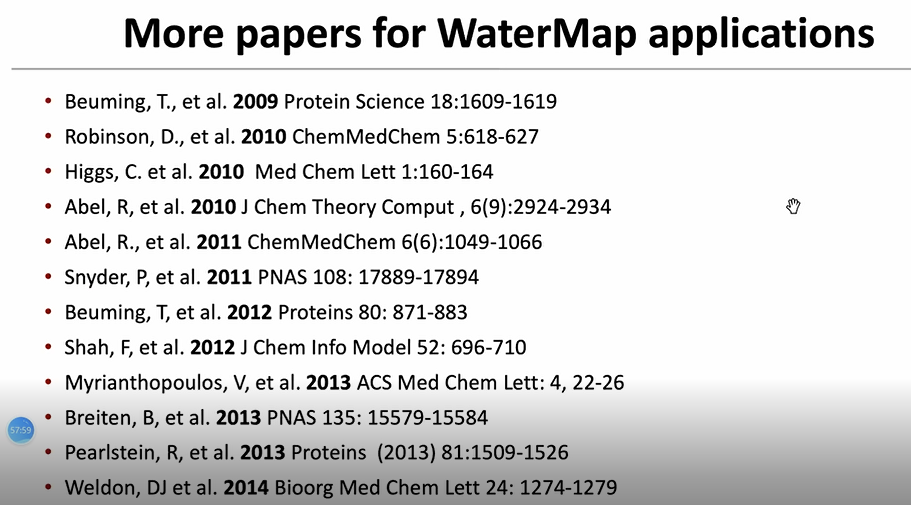 More papers for WaterMap applications
• Beuming, T., et al. 2009 Protein Science 18:1609-1619
• Robinson, D., et al. 2010 ChemMedChem 5:618-627
• Higgs, C. et al. 2010 Med Chem Lett 1:160-164
• Abel, R, et al. 2010 J Chem Theory Comput , 6(9):2924-2934
• Abel, R., et al. 2011 ChemMedChem 6(6):1049-1066
• Snyder, P, et al. 2011 PNAS 108: 17889-17894
• Beuming, T, et al. 2012 Proteins 80: 871-883
• Shah, F, et al. 2012 J Chem Info Model 52: 696-710
• Myrianthopoulos, V, et al. 2013 ACS Med Chem Lett: 4, 22-26
• Breiten, B, et al. 2013 PNAS 135: 15579-15584
57:59
• Pearlstein, R, et al. 2013 Proteins (2013) 81:1509-1526
• Weldon, DJ et al. 2014 Bioorg Med Chem Lett 24: 1274-1279